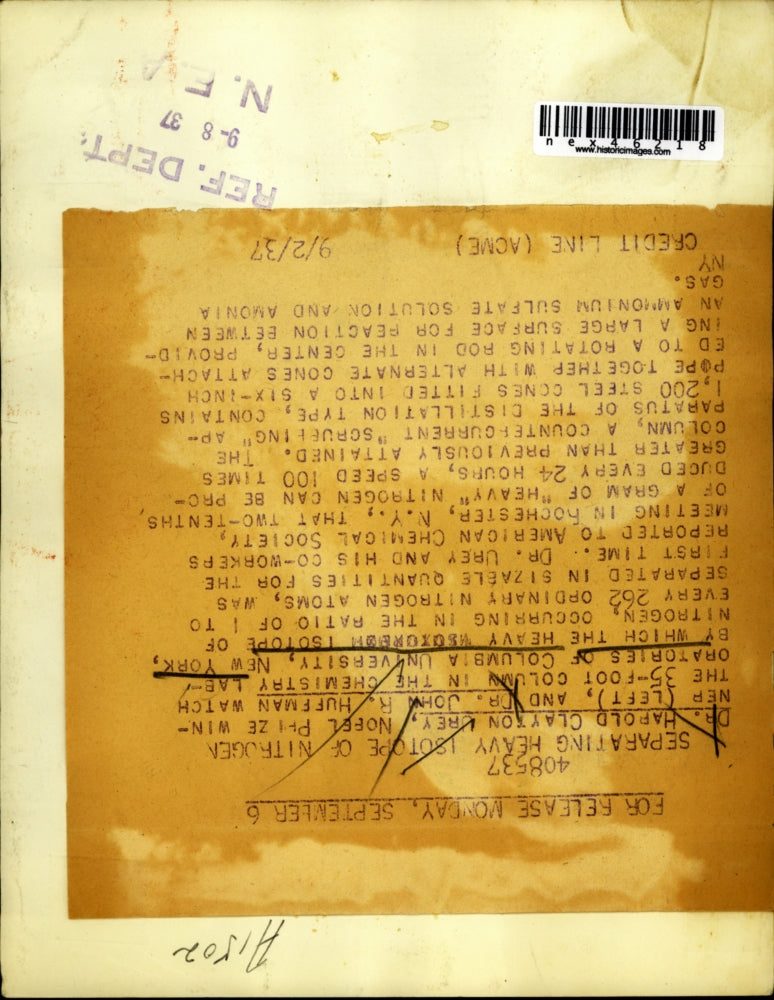 FOR RELEASE MONDAY, SEPTEMBER 6
408537
SEPARATING HEAVY ISOTOPE OF NITROGEN
DR. HAROLD CLAYTON UREY, NOBEL PRIZE WIN-
NER (LEFT), AND DR. JOHN R. HUFFMAN WATCH
THE 35-FOOT COLUMN IN THE CHEMISTRY LAB-
ORATORIES OF COLUMBIA UNIVERSITY, NEW YORK,
BY WHICH THE HEAVY ISOTOPE OF
NITROGEN, OCCURRING IN THE RATIO OF 1 TO
EVERY 262 ORDINARY NITROGEN ATOMS, WAS
SEPARATED IN SIZABLE QUANTITIES FOR THE
FIRST TIME. DR. UREY AND HIS CO-WORKERS
REPORTED TO AMERICAN CHEMICAL SOCIETY,
MEETING IN ROCHESTER, N.Y., THAT TWO-TENTHS,
OF A GRAM OF "HEAVY" NITROGEN CAN BE PRO-
DUCED EVERY 24 HOURS, A SPEED 100 TIMES
GREATER THAN PREVIOUSLY ATTAINED. THE
COLUMN, A COUNTER-CURRENT "SCRUBBING" AP-
PARATUS OF THE DISTILLATION TYPE, CONTAINS
1,200 STEEL CONES FITTED INTO A SIX-INCH
POPE TOGETHER WITH ALTERNATE CONES ATTACH-
ED TO A ROTATING ROD IN THE CENTER, PROVID-
ING A LARGE SURFACE FOR REACTION BETWEEN
AN AMMONIUM SULFATE SOLUTION AND AMONIA
GAS.
NY
CREDIT LINE (ACME) 9/2/37
REF. DEPT.
9-8 37
N. E. A
nex46218
www.historicimages.com
A1502